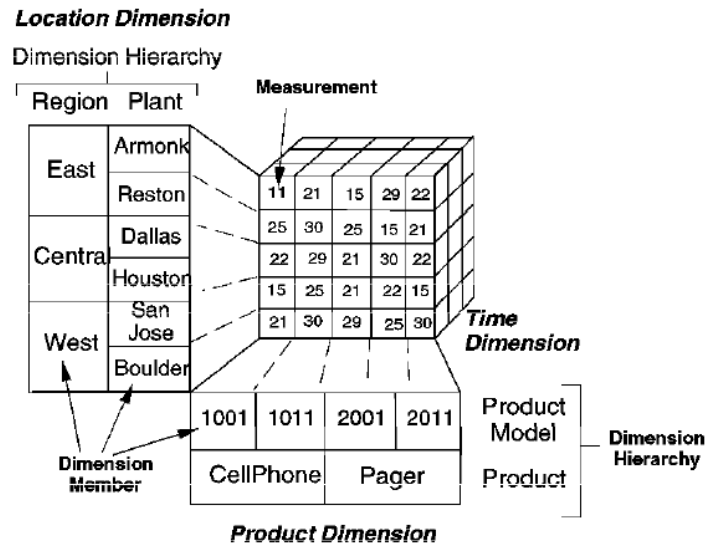 Location Dimension
Dimension Hierarchy
Region Plant
Measurement
East
Armonk
Reston
Central
Dallas
Houston
West
San
Jose
Boulder
11 21 15 29 22
25 30 25 15 21
22 29 21 30 22
15 25 21 22 15
21 30 29 25 30
Time
Dimension
1001 1011 2001 2011
Product
Model
CellPhone Pager
Product
Dimension
Hierarchy
Dimension
Member
Product Dimension